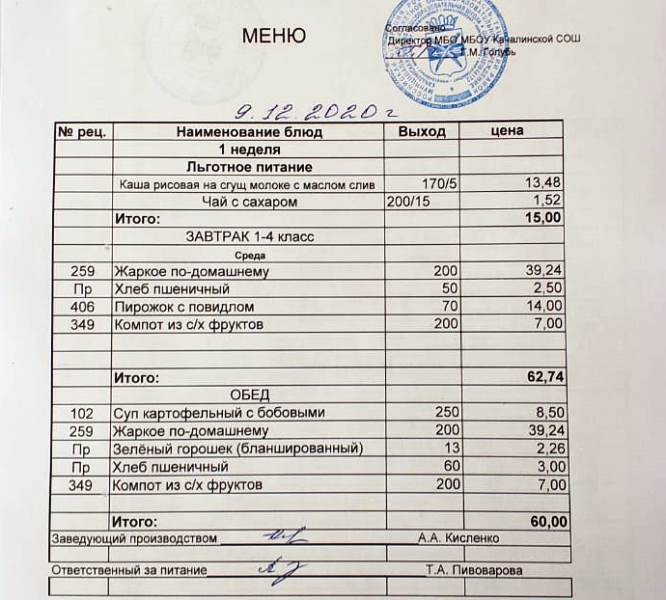 МЕНЮ
Согласовано
Директор МБО МБОУ Качалинской СОШ
Г.М. Голубь
9.12.2020 г
№ рец. Наименование блюд Выход цена
1 неделя
Льготное питание
Каша рисовая на сгущ молоке с маслом слив 170/5 13,48
Чай с сахаром 200/15 1,52
Итого: 15,00
ЗАВТРАК 1-4 класс
Среда
259 Жаркое по-домашнему 200 39,24
Пр Хлеб пшеничный 50 2,50
406 Пирожок с повидлом 70 14,00
349 Компот из с/х фруктов 200 7,00
Итого: 62,74
ОБЕД
102 Суп картофельный с бобовыми 250 8,50
259 Жаркое по-домашнему 200 39,24
Пр Зелёный горошек (бланшированный) 13 2,26
Пр Хлеб пшеничный 60 3,00
349 Компот из с/х фруктов 200 7,00
Итого: 60,00
Заведующий производством А.А. Кисленко
Ответственный за питание Т.А. Пивоварова